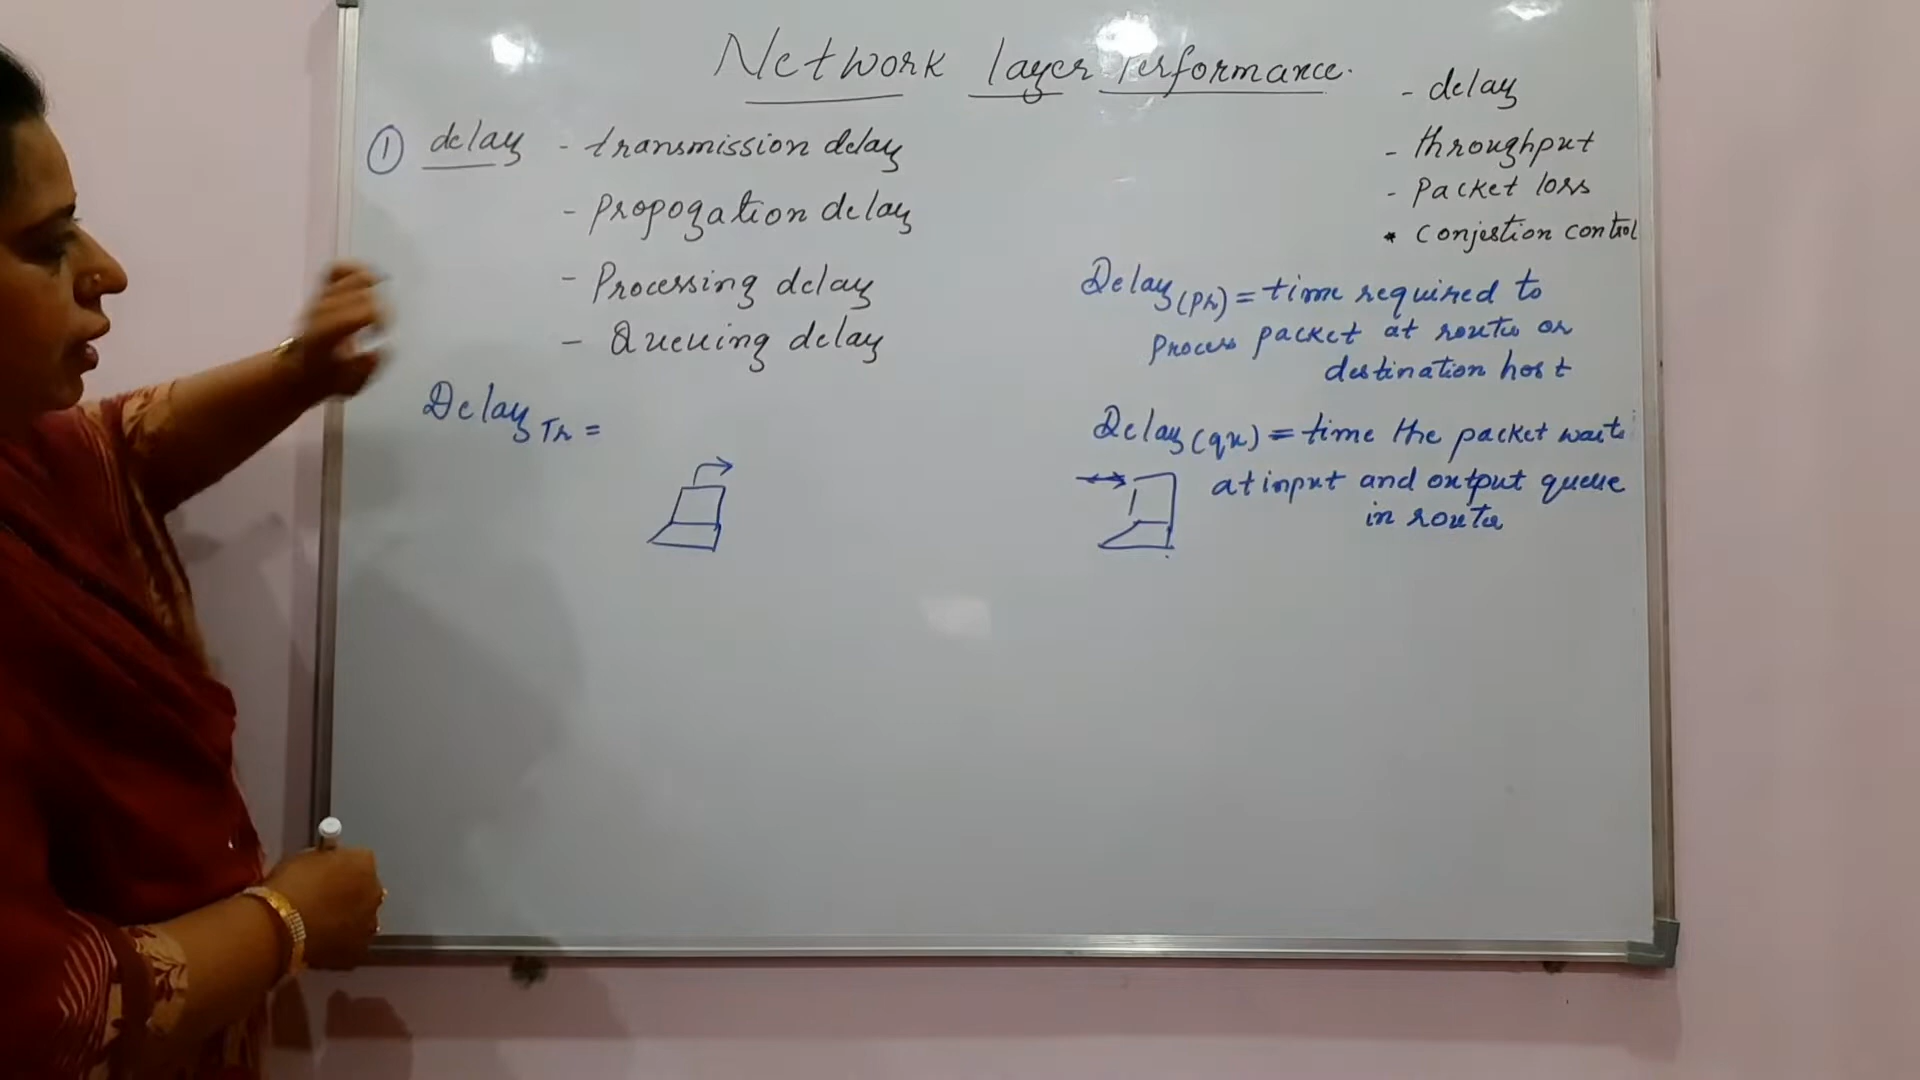 Network layer Performance.
- delay
- throughput
- Packet loss
* conjestion control
① delay - transmission delay
- Propogation delay
- Processing delay
- Queuing delay
Delay Tr =
Delay (Pr) = time required to
Process packet at router or
destination host
Delay (qu) = time the packet waits
at input and output queue
in router